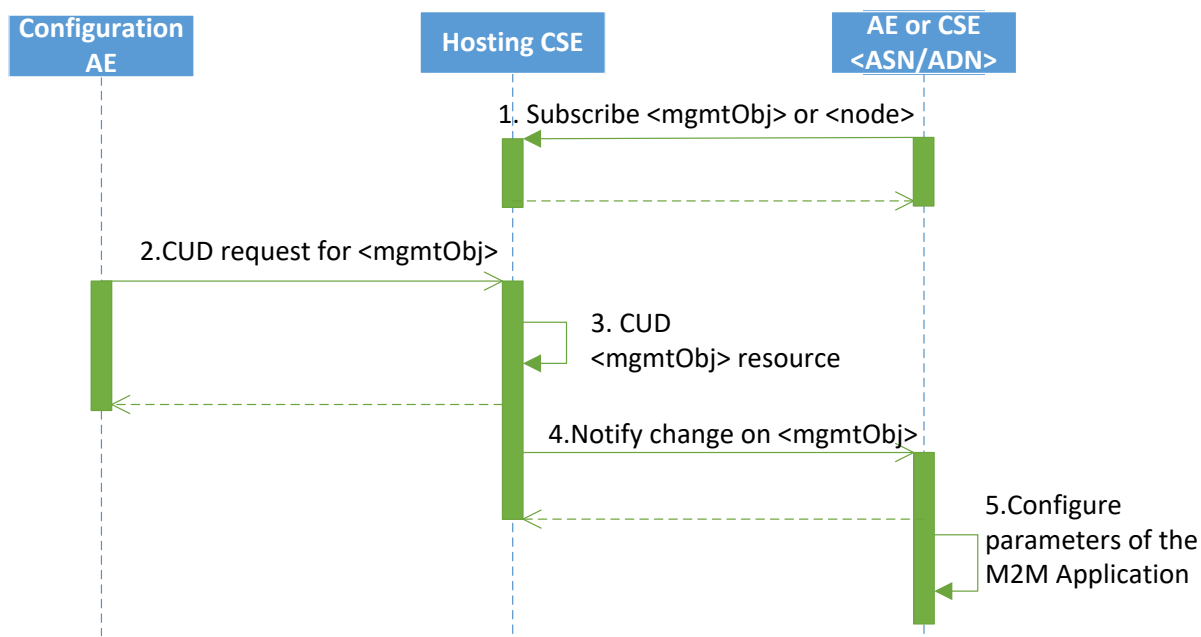 Configuration
AE
Hosting CSE
AE or CSE
<ASN/ADN>
1. Subscribe <mgmtObj> or <node>
2.CUD request for <mgmtObj>
3. CUD
<mgmtObj> resource
4.Notify change on <mgmtObj>
5.Configure
parameters of the
M2M Application